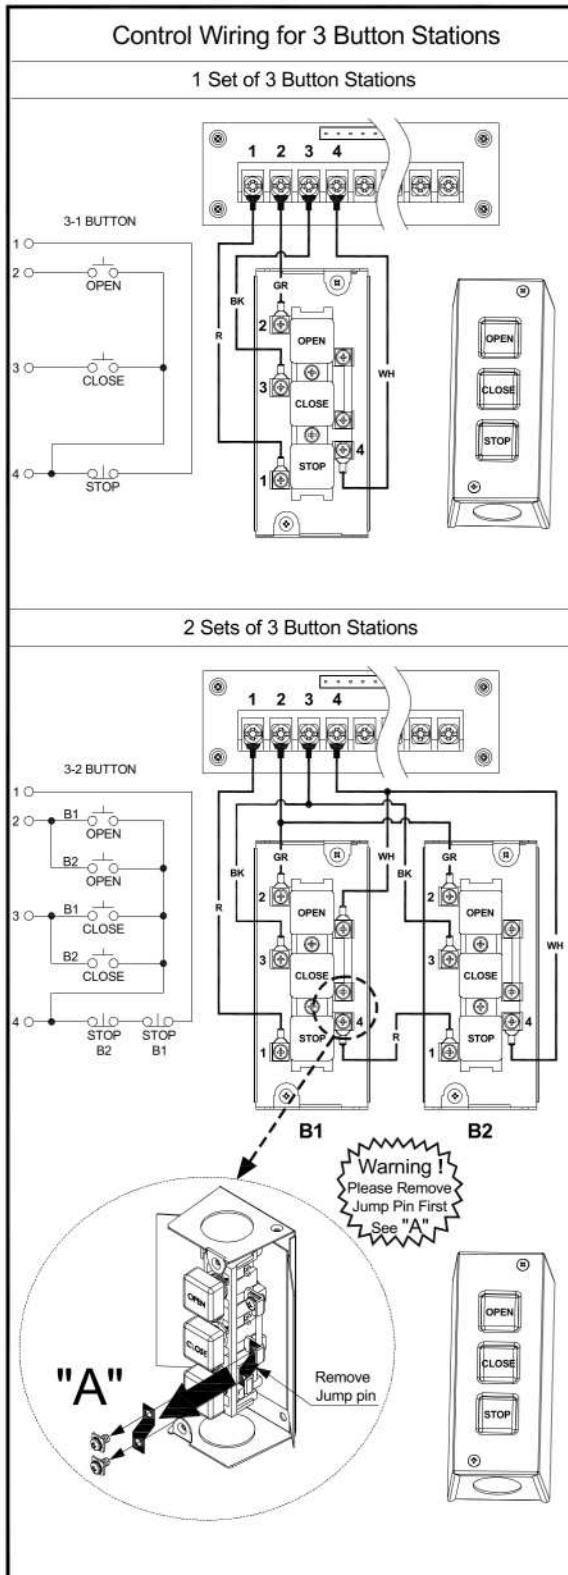 Control Wiring for 3 Button Stations
1 Set of 3 Button Stations
1 2 3 4
3-1 BUTTON
1
2
OPEN
3
CLOSE
4
STOP
GR
BK
R
WH
2
OPEN
3
CLOSE
4
STOP
1
OPEN
CLOSE
STOP
2 Sets of 3 Button Stations
1 2 3 4
3-2 BUTTON
1
2
B1
OPEN
B2
OPEN
3
B1
CLOSE
B2
CLOSE
4
STOP STOP
B2 B1
GR
BK
R
WH
2
OPEN
3
CLOSE
4
STOP
1
B1
GR
BK
WH
R
2
OPEN
3
CLOSE
4
STOP
1
B2
Warning !
Please Remove
Jump Pin First
See "A"
"A"
OPEN
CLOSE
Remove
Jump pin
OPEN
CLOSE
STOP